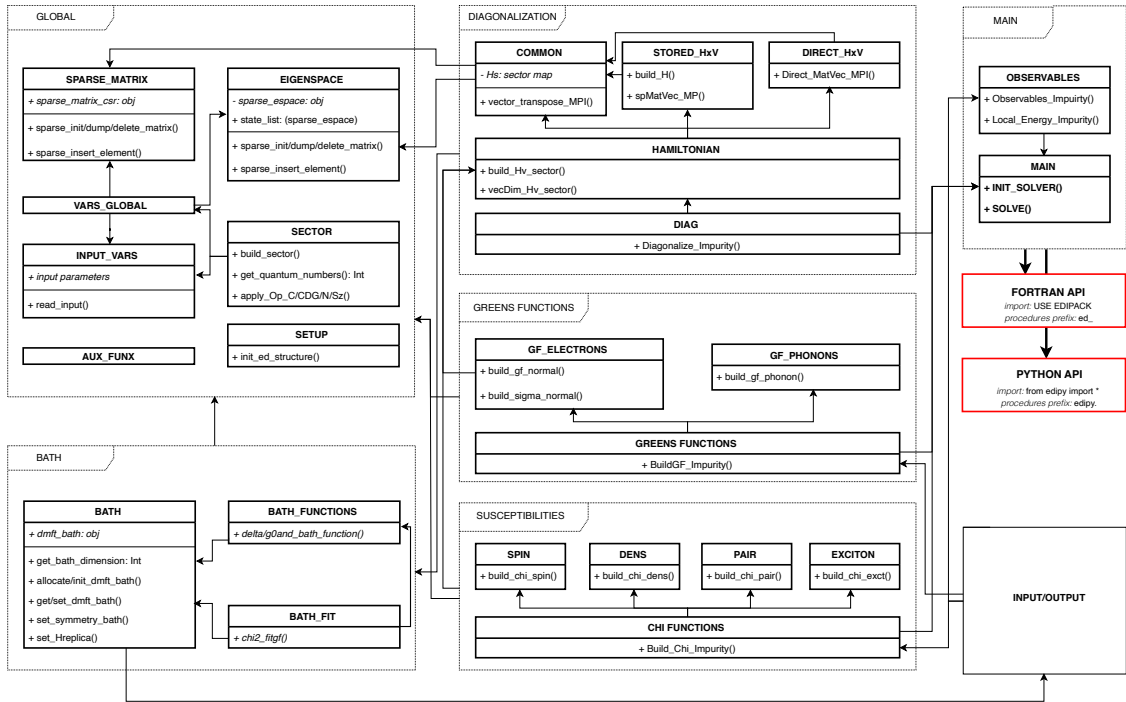 GLOBAL
SPARSE_MATRIX
+ sparse_matrix_csr: obj
+ sparse_init/dump/delete_matrix()
+ sparse_insert_element()
EIGENSPACE
- sparse_espace: obj
+ state_list: (sparse_espace)
+ sparse_init/dump/delete_matrix()
+ sparse_insert_element()
VARS_GLOBAL
INPUT_VARS
+ input parameters
+ read_input()
SECTOR
+ build_sector()
+ get_quantum_numbers(): Int
+ apply_Op_C/CDG/N/Sz()
AUX_FUNX
SETUP
+ init_ed_structure()
BATH
BATH
+ dmft_bath: obj
+ get_bath_dimension: Int
+ allocate/init_dmft_bath()
+ get/set_dmft_bath()
+ set_symmetry_bath()
+ set_Hreplica()
BATH_FUNCTIONS
+ delta/g0and_bath_function()
BATH_FIT
+ chi2_fitgf()
DIAGONALIZATION
COMMON
- Hs: sector map
+ vector_transpose_MPI()
STORED_HxV
+ build_H()
+ spMatVec_MP()
DIRECT_HxV
+ Direct_MatVec_MPI()
HAMILTONIAN
+ build_Hv_sector()
+ vecDim_Hv_sector()
DIAG
+ Diagonalize_Impurity()
GREENS FUNCTIONS
GF_ELECTRONS
+ build_gf_normal()
+ build_sigma_normal()
GF_PHONONS
+ build_gf_phonon()
GREENS FUNCTIONS
+ BuildGF_Impurity()
SUSCEPTIBILITIES
SPIN
+ build_chi_spin()
DENS
+ build_chi_dens()
PAIR
+ build_chi_pair()
EXCITON
+ build_chi_exct()
CHI FUNCTIONS
+ Build_Chi_Impurity()
MAIN
OBSERVABLES
+ Observables_Impuirty()
+ Local_Energy_Impurity()
MAIN
+ INIT_SOLVER()
+ SOLVE()
FORTRAN API
import: USE EDIPACK
procedures prefix: ed_
PYTHON API
import: from edipy import *
procedures prefix: edipy.
INPUT/OUTPUT